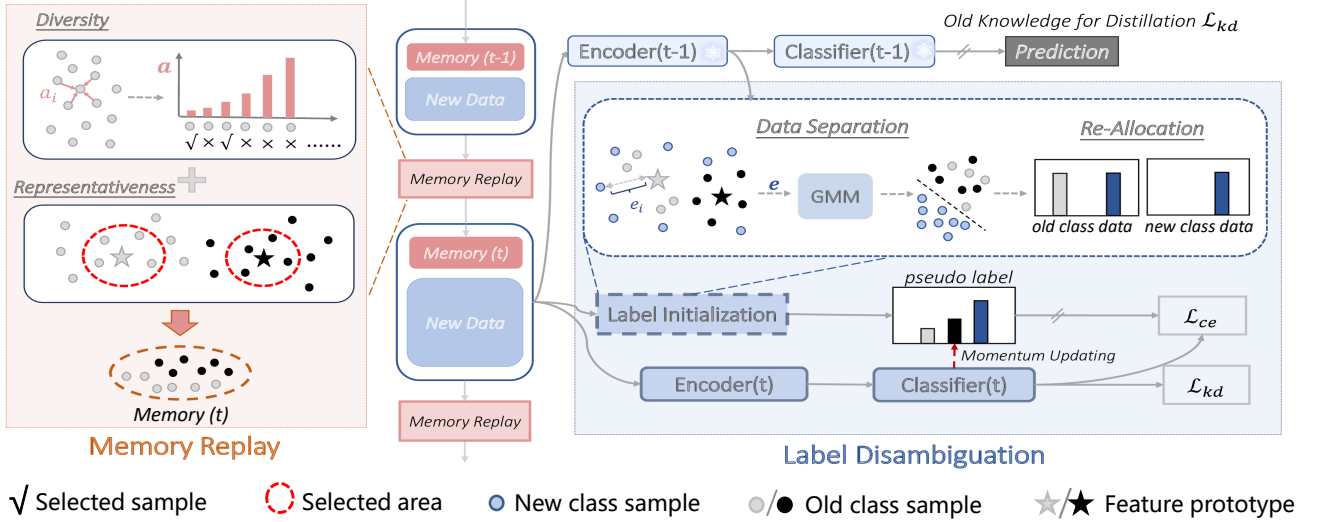 Diversity
a
a_i
√ × √ × × × ......
Representativeness
Memory (t)
Memory Replay
Memory (t-1)
New Data
Memory Replay
Memory (t)
New Data
Memory Replay
Old Knowledge for Distillation ℒ_kd
Encoder(t-1)
Classifier(t-1)
Prediction
Data Separation
Re-Allocation
e_i
e
GMM
old class data
new class data
pseudo label
Label Initialization
ℒ_ce
Momentum Updating
Encoder(t)
Classifier(t)
ℒ_kd
Label Disambiguation
√ Selected sample
Selected area
New class sample
/ Old class sample
/ Feature prototype